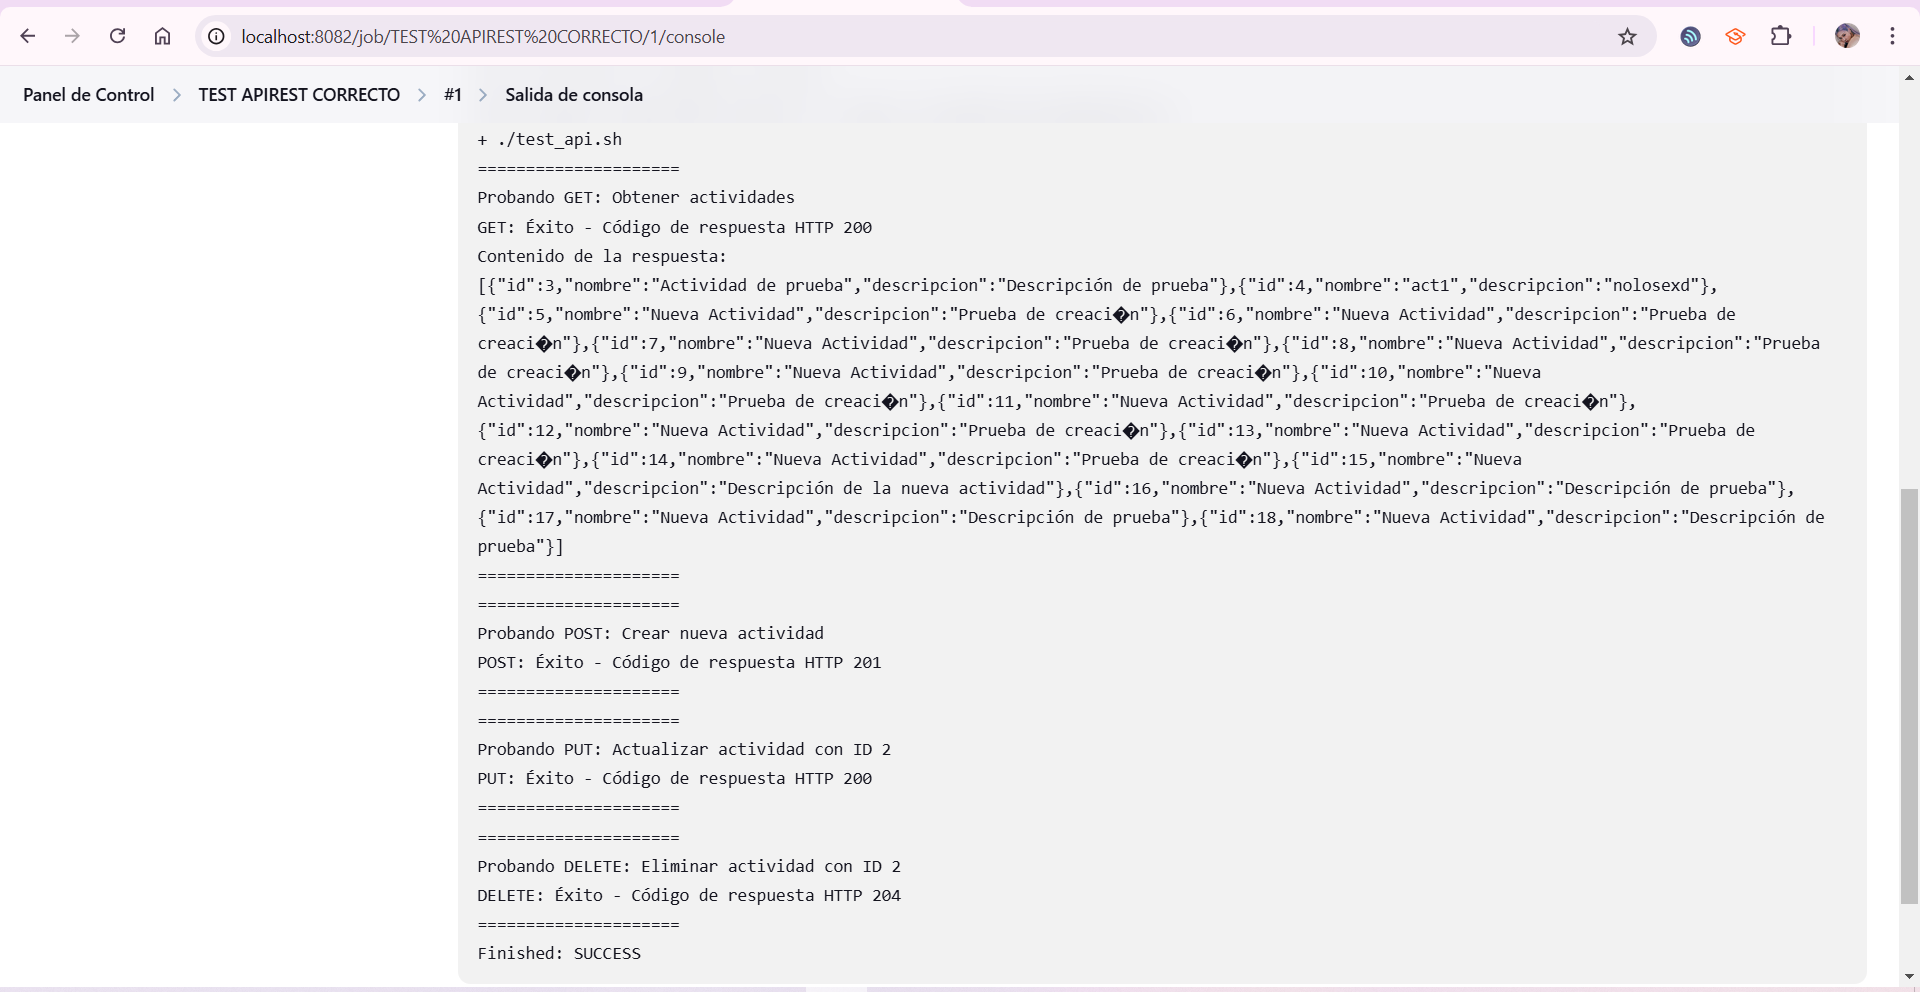 localhost:8082/job/TEST%20APIREST%20CORRECTO/1/console
Panel de Control > TEST APIREST CORRECTO > #1 > Salida de consola
+ ./test_api.sh
=====================
Probando GET: Obtener actividades
GET: Éxito - Código de respuesta HTTP 200
Contenido de la respuesta:
[{"id":3,"nombre":"Actividad de prueba","descripcion":"Descripción de prueba"},{"id":4,"nombre":"act1","descripcion":"nolosexd"},
{"id":5,"nombre":"Nueva Actividad","descripcion":"Prueba de creaci�n"},{"id":6,"nombre":"Nueva Actividad","descripcion":"Prueba de
creaci�n"},{"id":7,"nombre":"Nueva Actividad","descripcion":"Prueba de creaci�n"},{"id":8,"nombre":"Nueva Actividad","descripcion":"Prueba
de creaci�n"},{"id":9,"nombre":"Nueva Actividad","descripcion":"Prueba de creaci�n"},{"id":10,"nombre":"Nueva
Actividad","descripcion":"Prueba de creaci�n"},{"id":11,"nombre":"Nueva Actividad","descripcion":"Prueba de creaci�n"},
{"id":12,"nombre":"Nueva Actividad","descripcion":"Prueba de creaci�n"},{"id":13,"nombre":"Nueva Actividad","descripcion":"Prueba de
creaci�n"},{"id":14,"nombre":"Nueva Actividad","descripcion":"Prueba de creaci�n"},{"id":15,"nombre":"Nueva
Actividad","descripcion":"Descripción de la nueva actividad"},{"id":16,"nombre":"Nueva Actividad","descripcion":"Descripción de prueba"},
{"id":17,"nombre":"Nueva Actividad","descripcion":"Descripción de prueba"},{"id":18,"nombre":"Nueva Actividad","descripcion":"Descripción de
prueba"}]
=====================
=====================
Probando POST: Crear nueva actividad
POST: Éxito - Código de respuesta HTTP 201
=====================
=====================
Probando PUT: Actualizar actividad con ID 2
PUT: Éxito - Código de respuesta HTTP 200
=====================
=====================
Probando DELETE: Eliminar actividad con ID 2
DELETE: Éxito - Código de respuesta HTTP 204
=====================
Finished: SUCCESS